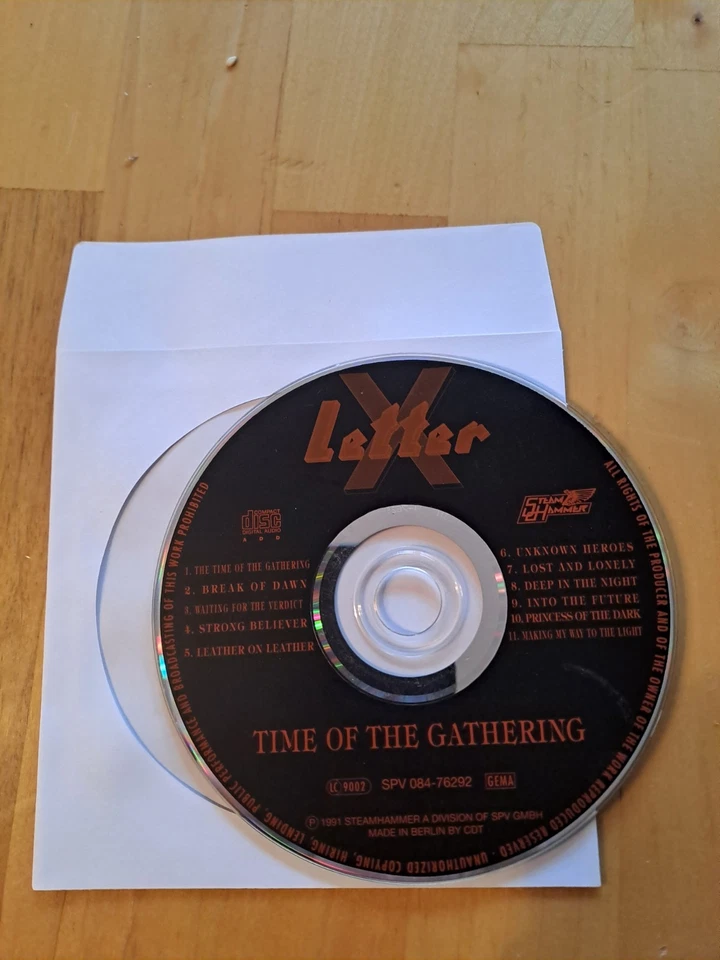 Letter X
STEAM HAMMER
COMPACT
disc
DIGITAL AUDIO
A D D
1. THE TIME OF THE GATHERING
2. BREAK OF DAWN
3. WAITING FOR THE VERDICT
4. STRONG BELIEVER
5. LEATHER ON LEATHER
6. UNKNOWN HEROES
7. LOST AND LONELY
8. DEEP IN THE NIGHT
9. INTO THE FUTURE
10. PRINCESS OF THE DARK
11. MAKING MY WAY TO THE LIGHT
TIME OF THE GATHERING
LC 9002 SPV 084-76292 GEMA
Ⓟ 1991 STEAMHAMMER A DIVISION OF SPV GMBH
MADE IN BERLIN BY CDT
ALL RIGHTS OF THE PRODUCER AND OF THE OWNER OF THE WORK REPRODUCED RESERVED · UNAUTHORIZED COPYING, HIRING, LENDING, PUBLIC PERFORMANCE AND BROADCASTING OF THIS WORK PROHIBITED